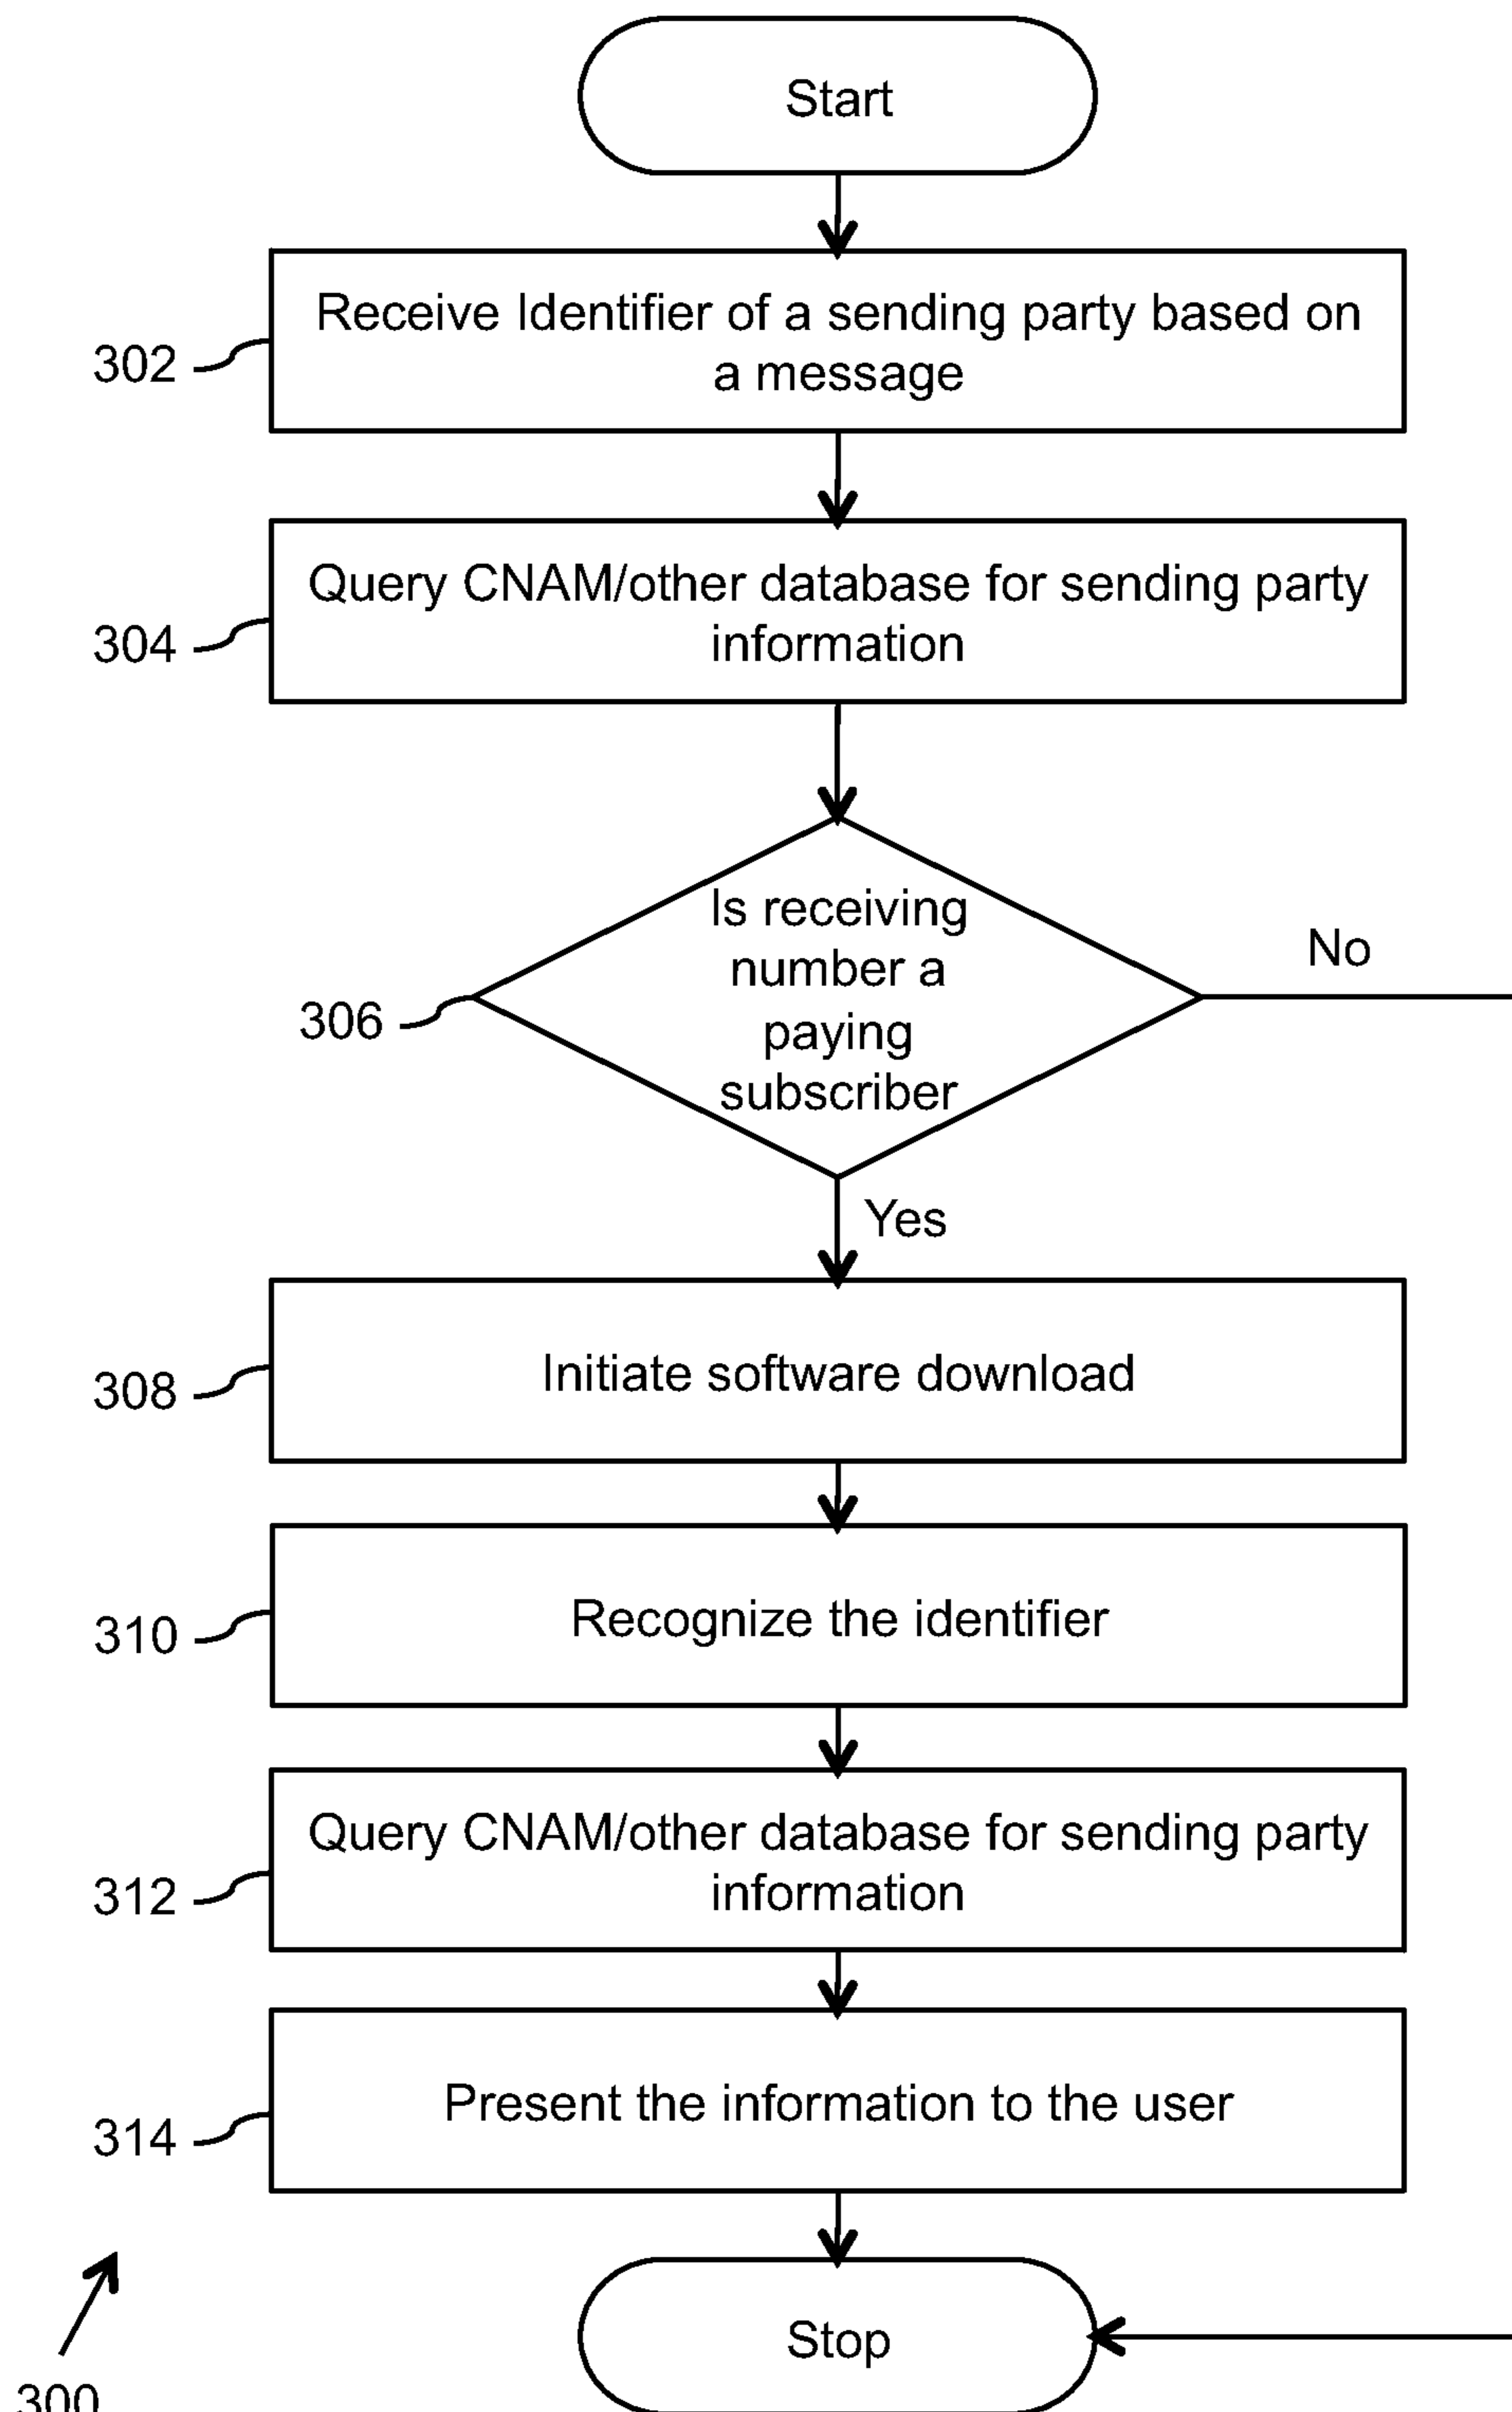 Start
Receive Identifier of a sending party based on
a message
302
Query CNAM/other database for sending party
information
304
Is receiving
number a
paying
subscriber
No
306
Yes
Initiate software download
308
Recognize the identifier
310
Query CNAM/other database for sending party
information
312
Present the information to the user
314
Stop
300